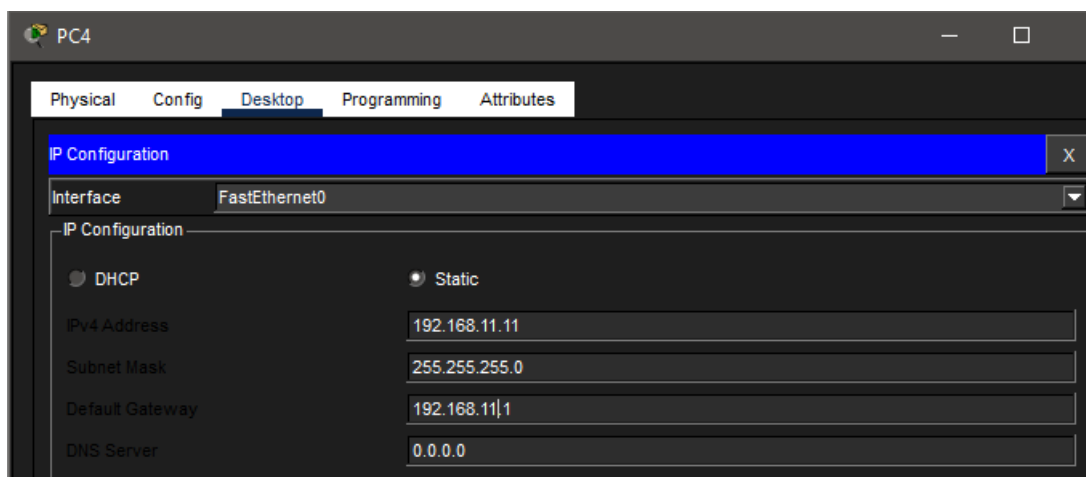 PC4
Physical Config Desktop Programming Attributes
IP Configuration X
Interface FastEthernet0
IP Configuration
DHCP Static
IPv4 Address 192.168.11.11
Subnet Mask 255.255.255.0
Default Gateway 192.168.11.1
DNS Server 0.0.0.0